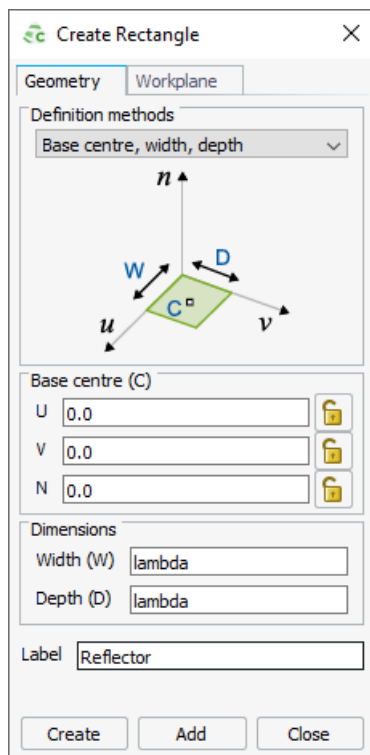 Create Rectangle
Geometry Workplane
Definition methods
Base centre, width, depth
n
W D
C
u v
Base centre (C)
U 0.0
V 0.0
N 0.0
Dimensions
Width (W) lambda
Depth (D) lambda
Label Reflector
Create Add Close